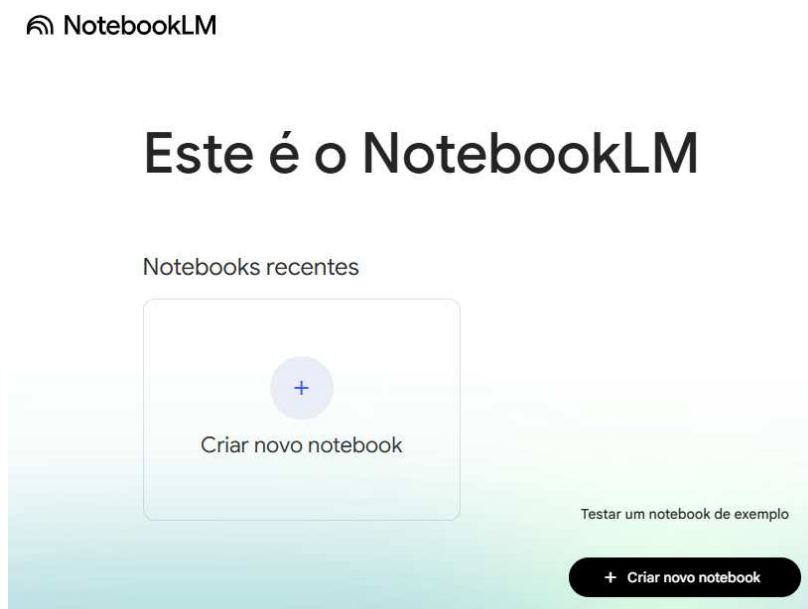 NotebookLM
Este é o NotebookLM
Notebooks recentes
+
Criar novo notebook
Testar um notebook de exemplo
+ Criar novo notebook